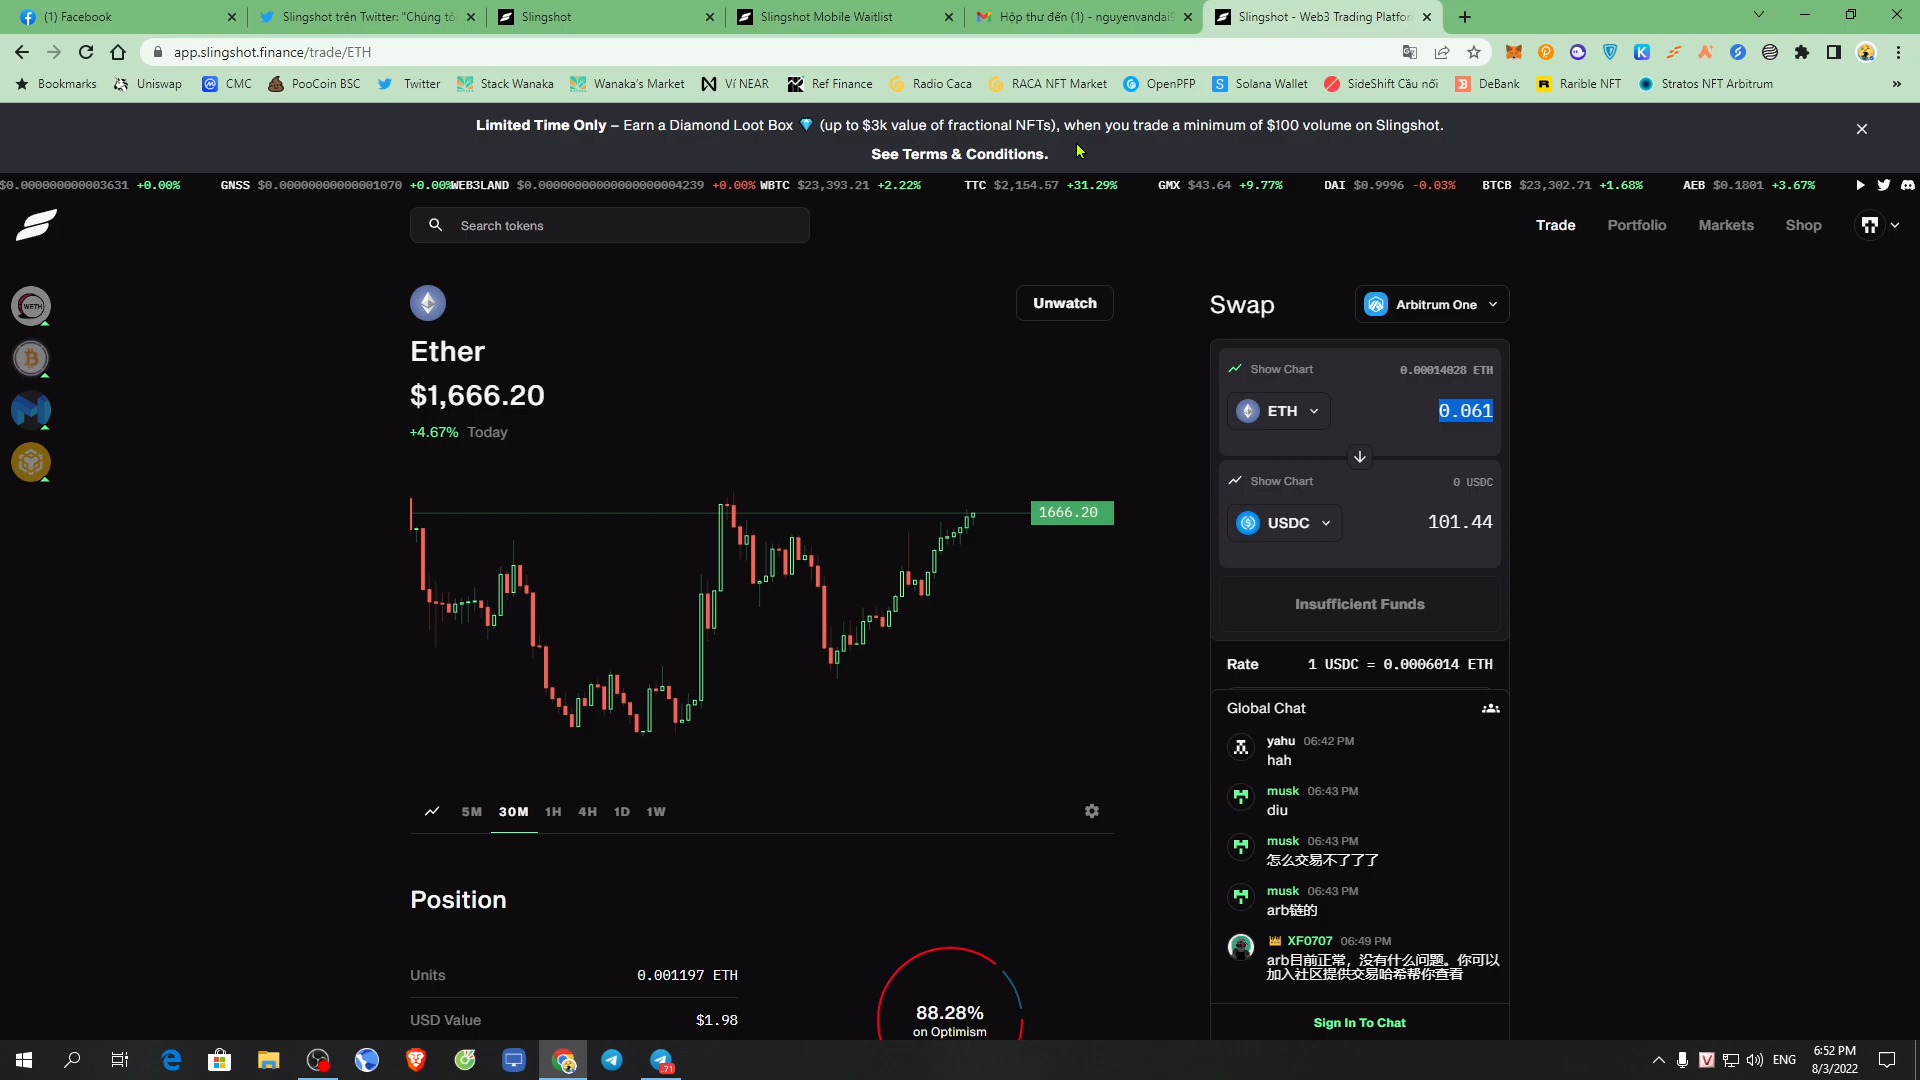 (1) Facebook
Slingshot trên Twitter: "Chúng tô
Slingshot
Slingshot Mobile Waitlist
Hộp thư đến (1) - nguyenvandai9
Slingshot - Web3 Trading Platfor
app.slingshot.finance/trade/ETH
Bookmarks
Uniswap
CMC
PooCoin BSC
Twitter
Stack Wanaka
Wanaka's Market
Ví NEAR
Ref Finance
Radio Caca
RACA NFT Market
OpenPFP
Solana Wallet
SideShift Cầu nối
DeBank
Rarible NFT
Stratos NFT Arbitrum
»
Limited Time Only – Earn a Diamond Loot Box 💎 (up to $3k value of fractional NFTs), when you trade a minimum of $100 volume on Slingshot.
See Terms & Conditions.
$0.000000000003631 +0.00% GNSS $0.00000000000001070 +0.00% WEB3LAND $0.00000000000000000004239 +0.00% WBTC $23,393.21 +2.22% TTC $2,154.57 +31.29% GMX $43.64 +9.77% DAI $0.9996 -0.03% BTCB $23,302.71 +1.68% AEB $0.1801 +3.67%
Search tokens
Trade
Portfolio
Markets
Shop
WETH
Unwatch
Ether
$1,666.20
+4.67% Today
1666.20
5M
30M
1H
4H
1D
1W
Position
Units 0.001197 ETH
USD Value $1.98
88.28%
on Optimism
Swap
Arbitrum One
Show Chart 0.00014028 ETH
ETH 0.061
Show Chart 0 USDC
USDC 101.44
Insufficient Funds
Rate 1 USDC = 0.0006014 ETH
Global Chat
yahu 06:42 PM
hah
musk 06:43 PM
diu
musk 06:43 PM
怎么交易不了了了
musk 06:43 PM
arb链的
XF0707 06:49 PM
arb目前正常，没有什么问题。你可以
加入社区提供交易哈希帮你查看
Sign In To Chat
71
ENG
6:52 PM
8/3/2022